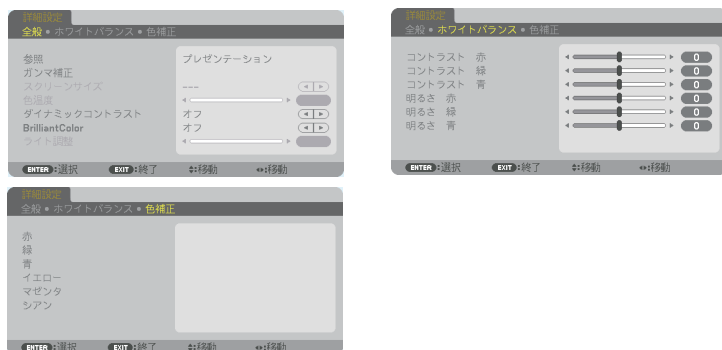 詳細設定
全般 • ホワイトバランス • 色補正
参照 プレゼンテーション
ガンマ補正
スクリーンサイズ ---
色温度
ダイナミックコントラスト オフ
BrilliantColor オフ
ライト調整
ENTER :選択 EXIT :終了 :移動 :移動
詳細設定
全般 • ホワイトバランス • 色補正
コントラスト 赤 0
コントラスト 緑 0
コントラスト 青 0
明るさ 赤 0
明るさ 緑 0
明るさ 青 0
ENTER :選択 EXIT :終了 :移動 :移動
詳細設定
全般 • ホワイトバランス • 色補正
赤
緑
青
イエロー
マゼンタ
シアン
ENTER :選択 EXIT :終了 :移動 :移動